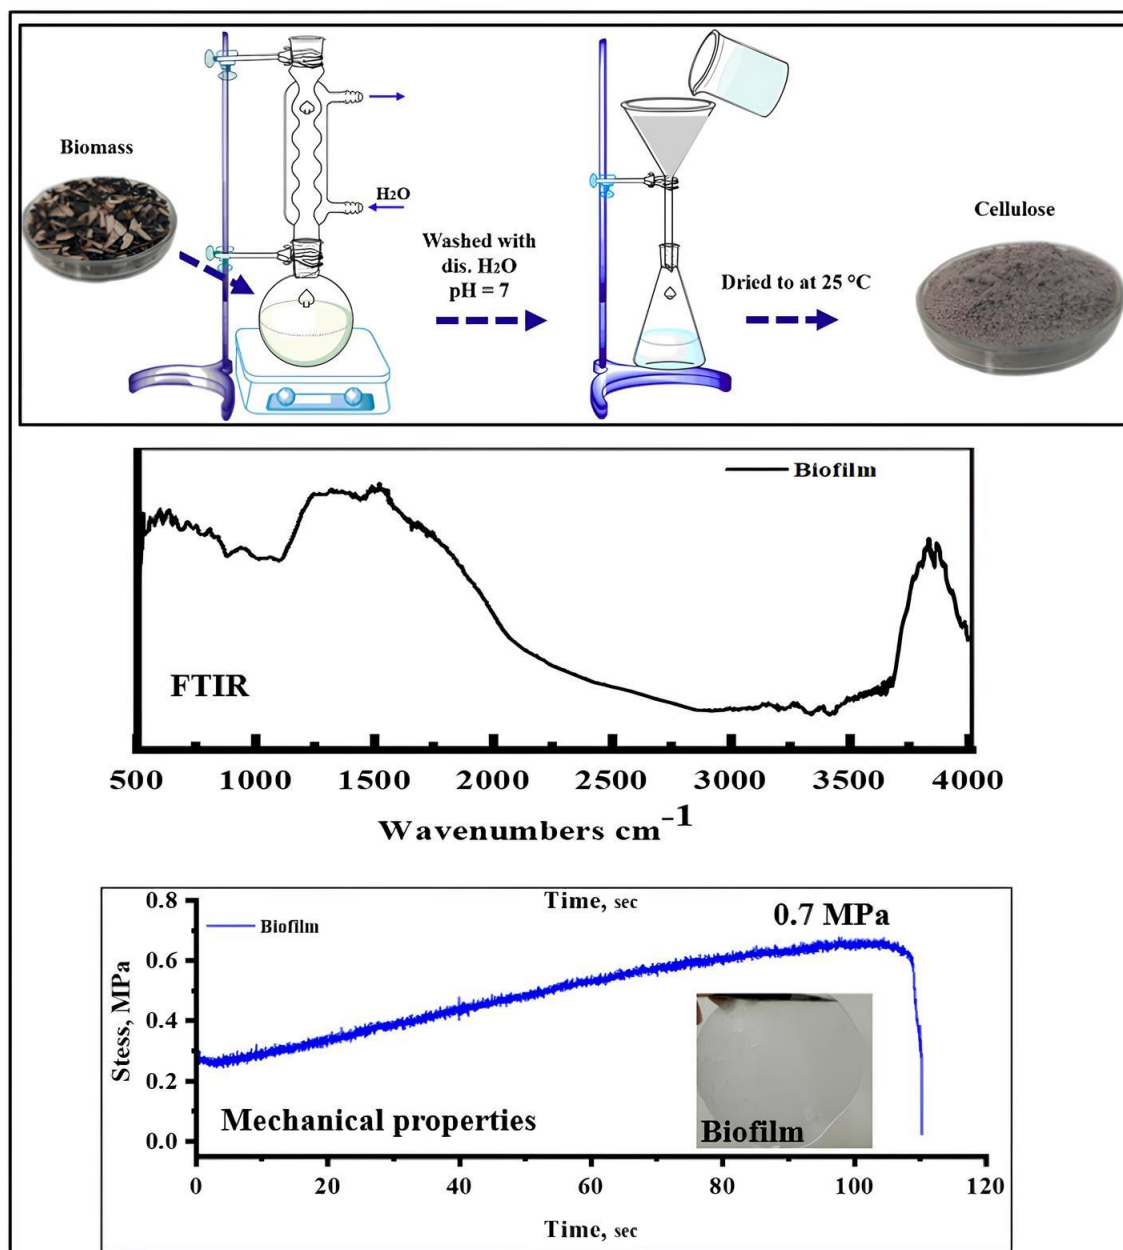 Biomass
H2O
Washed with
dis. H2O
pH = 7
Dried to at 25 °C
Cellulose
Biofilm
FTIR
500 1000 1500 2000 2500 3000 3500 4000
Wavenumbers cm-1
Time, sec
0.7 MPa
Biofilm
0.8
0.6
0.4
0.2
0.0
Stess, MPa
Mechanical properties
Biofilm
0 20 40 60 80 100 120
Time, sec